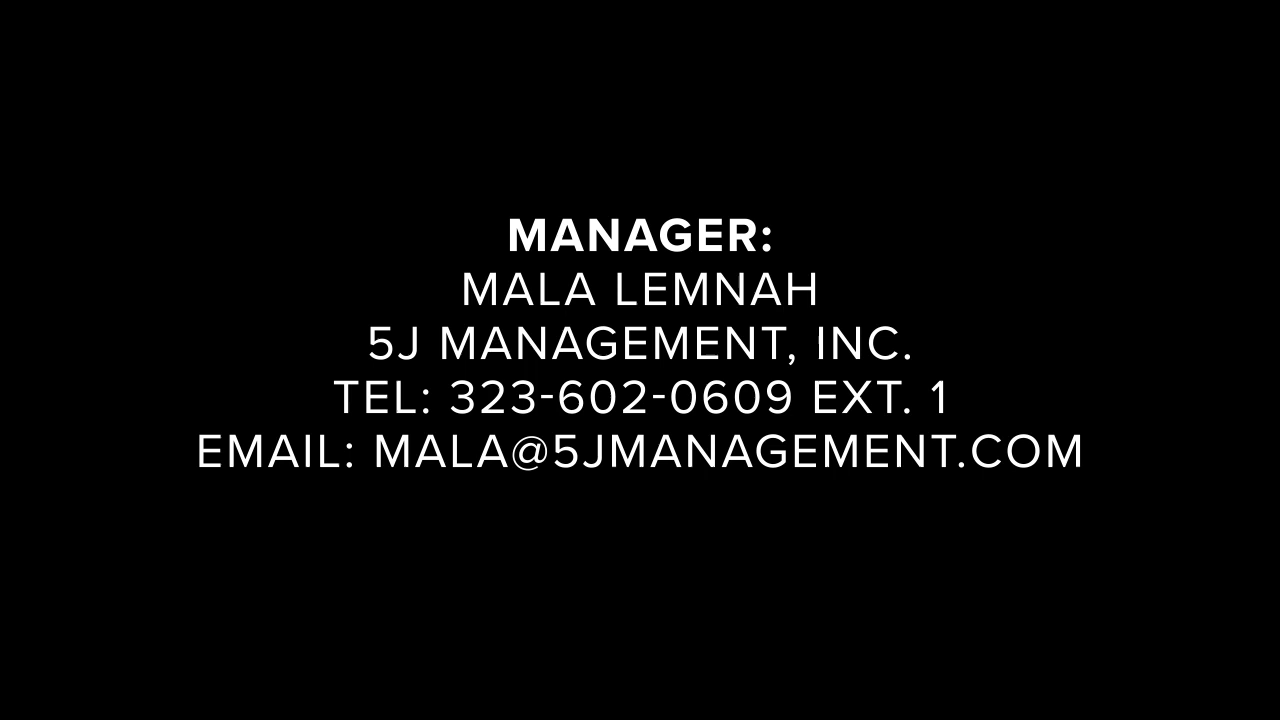 MANAGER:
MALA LEMNAH
5J MANAGEMENT, INC.
TEL: 323-602-0609 EXT. 1
EMAIL: MALA@5JMANAGEMENT.COM